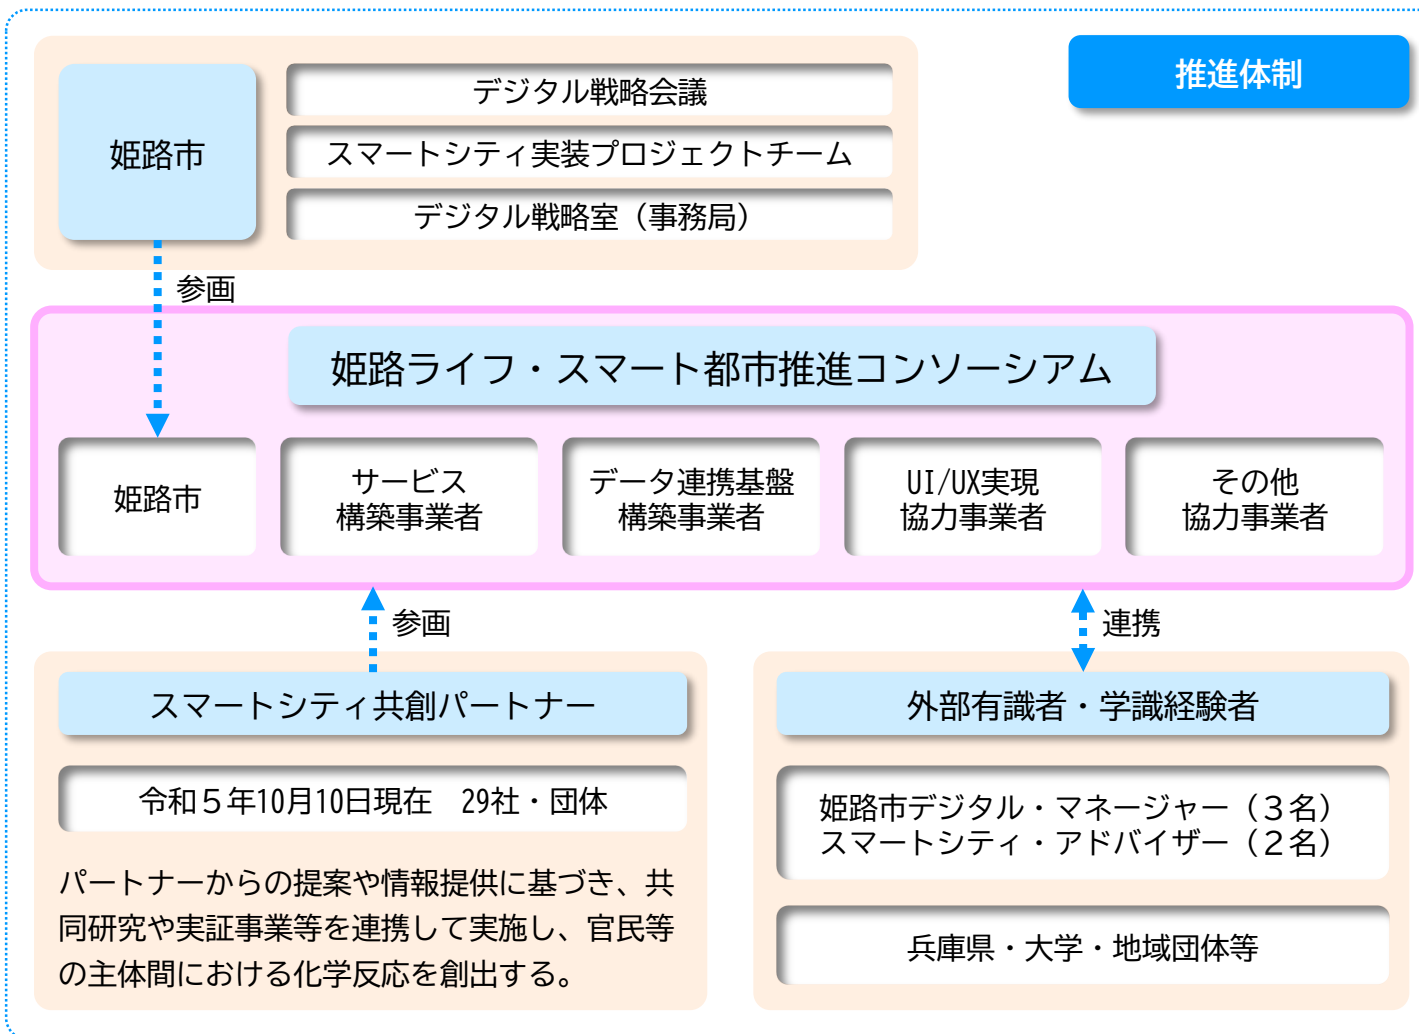 推進体制
姫路市
デジタル戦略会議
スマートシティ実装プロジェクトチーム
デジタル戦略室（事務局）
参画
姫路ライフ・スマート都市推進コンソーシアム
姫路市
サービス
構築事業者
データ連携基盤
構築事業者
UI/UX実現
協力事業者
その他
協力事業者
参画
連携
スマートシティ共創パートナー
令和５年10月10日現在　29社・団体
パートナーからの提案や情報提供に基づき、共
同研究や実証事業等を連携して実施し、官民等
の主体間における化学反応を創出する。
外部有識者・学識経験者
姫路市デジタル・マネージャー（３名）
スマートシティ・アドバイザー（２名）
兵庫県・大学・地域団体等